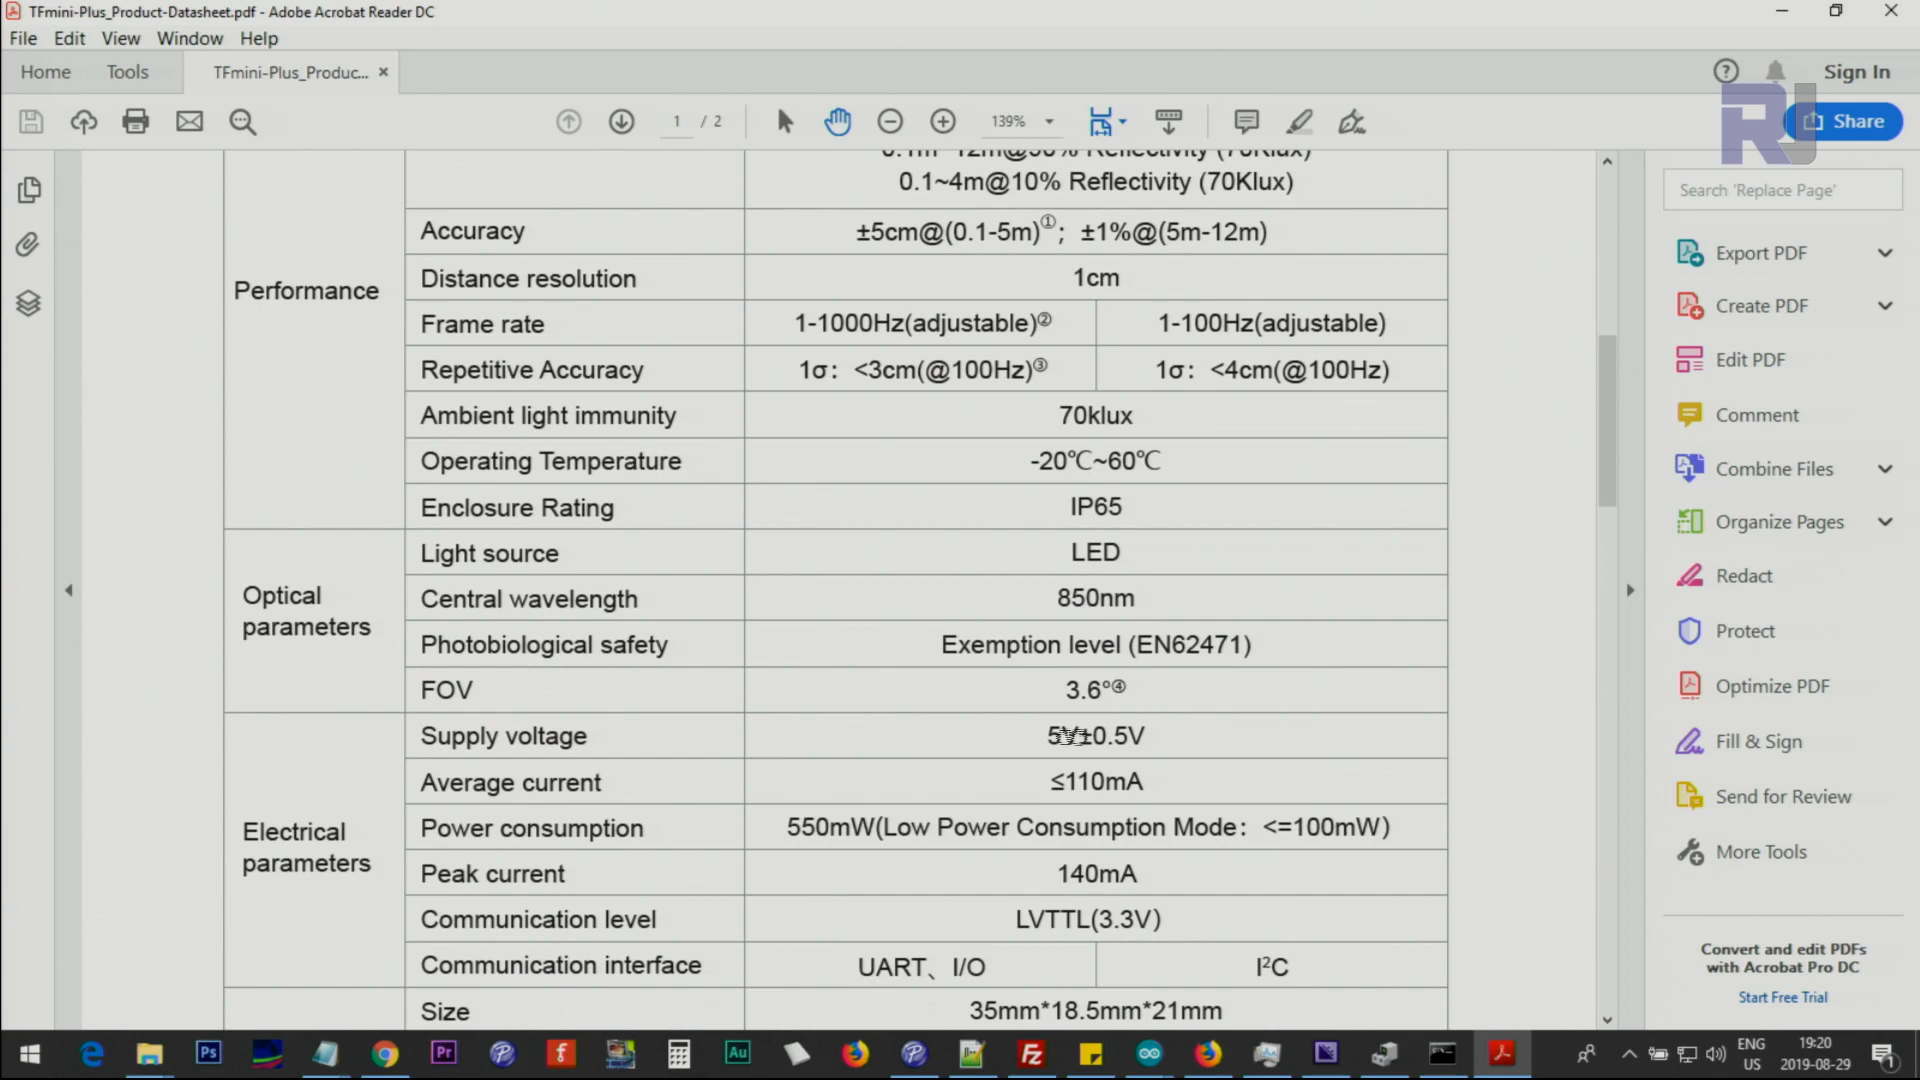 TFmini-Plus_Product-Datasheet.pdf - Adobe Acrobat Reader DC
File Edit View Window Help
Home Tools TFmini-Plus_Produc... × Sign In
1 / 2 139% Share
RJ
Search 'Replace Page'
0.1~4m@10% Reflectivity (70Klux)
Performance
Accuracy ±5cm@(0.1-5m)①; ±1%@(5m-12m)
Distance resolution 1cm
Frame rate 1-1000Hz(adjustable)② 1-100Hz(adjustable)
Repetitive Accuracy 1σ: <3cm(@100Hz)③ 1σ: <4cm(@100Hz)
Ambient light immunity 70klux
Operating Temperature -20℃~60℃
Enclosure Rating IP65
Optical
parameters
Light source LED
Central wavelength 850nm
Photobiological safety Exemption level (EN62471)
FOV 3.6°④
Electrical
parameters
Supply voltage 5V±0.5V
Average current ≤110mA
Power consumption 550mW(Low Power Consumption Mode: <=100mW)
Peak current 140mA
Communication level LVTTL(3.3V)
Communication interface UART、I/O I²C
Size 35mm*18.5mm*21mm
Export PDF
Create PDF
Edit PDF
Comment
Combine Files
Organize Pages
Redact
Protect
Optimize PDF
Fill & Sign
Send for Review
More Tools
Convert and edit PDFs
with Acrobat Pro DC
Start Free Trial
Ps Pr Au Fz
ENG
US
19:20
2019-08-29
1